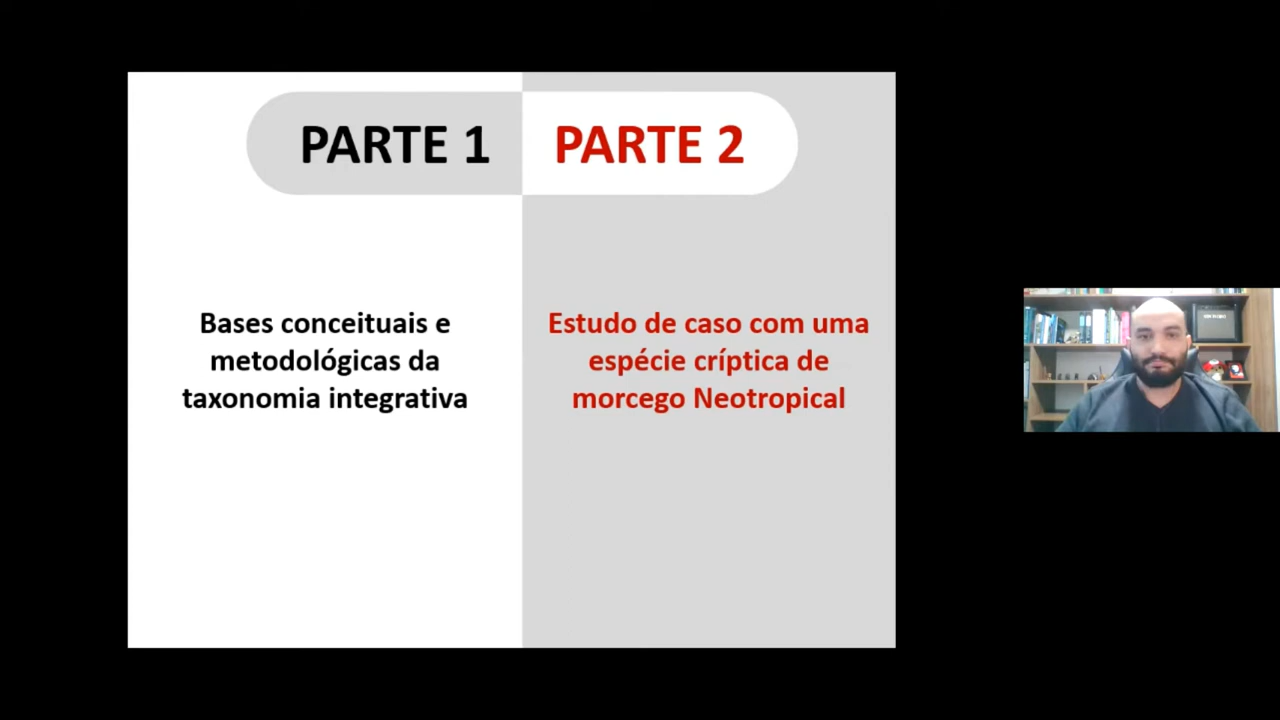 PARTE 1
PARTE 2
Bases conceituais e
metodológicas da
taxonomia integrativa
Estudo de caso com uma
espécie críptica de
morcego Neotropical